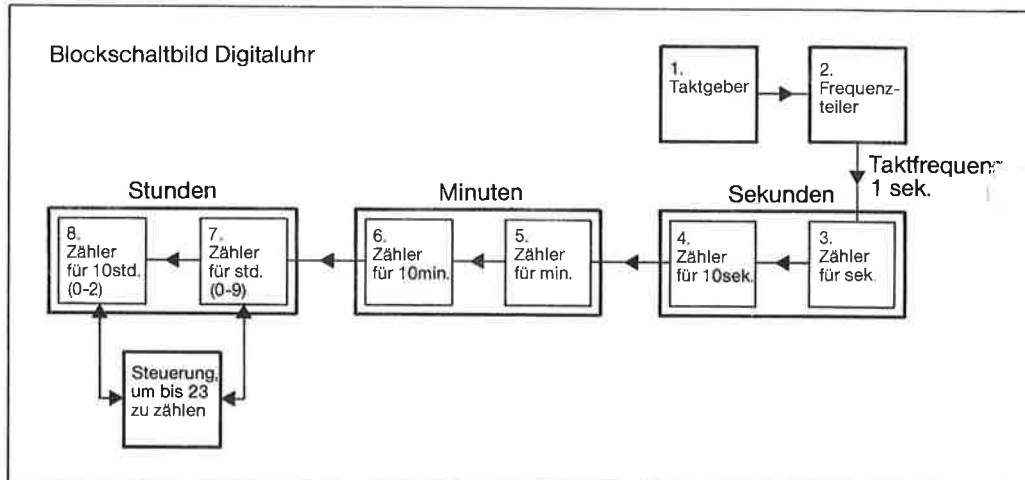 Blockschaltbild Digitaluhr
1.
Taktgeber
2.
Frequenz-
teiler
Taktfrequenz
1 sek.
Stunden
Minuten
Sekunden
8.
Zähler
für 10std.
(0-2)
7.
Zähler
für std.
(0-9)
6.
Zähler
für 10min.
5.
Zähler
für min.
4.
Zähler
für 10sek.
3.
Zähler
für sek.
Steuerung,
um bis 23
zu zählen